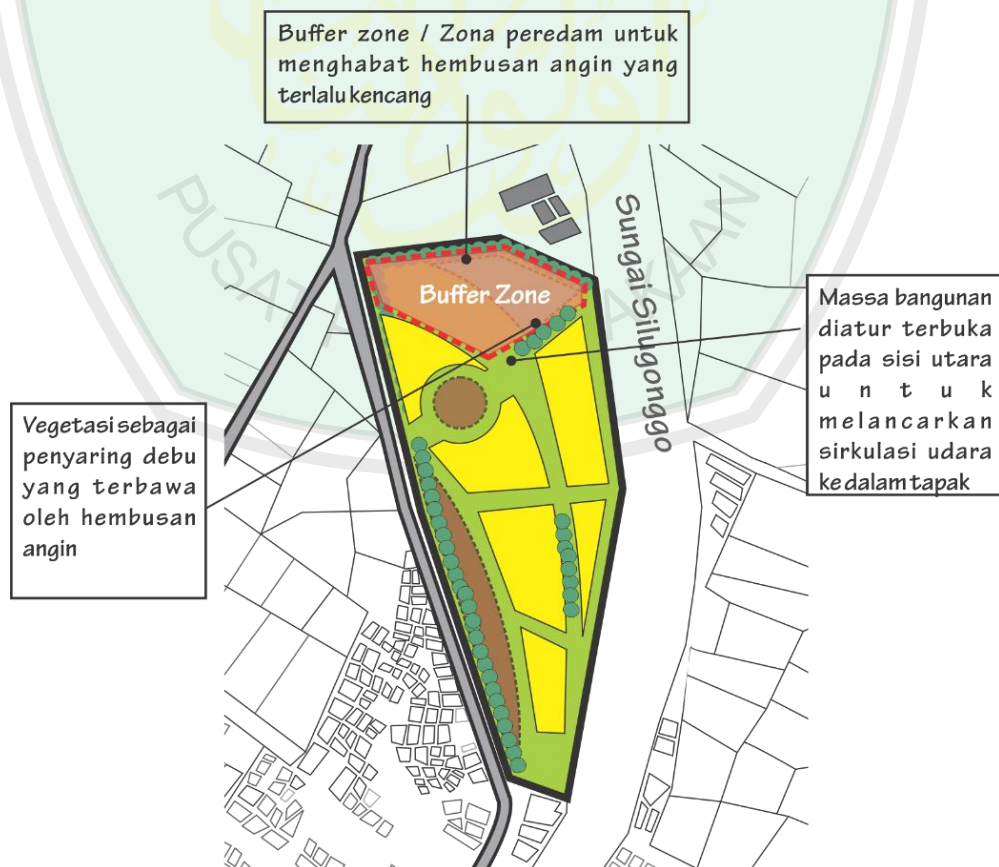 Buffer zone / Zona peredam untuk
menghabat hembusan angin yang
terlalu kencang
Sungai Silugonggo
Buffer Zone
Massa bangunan
diatur terbuka
pada sisi utara
u n t u k
melancarkan
sirkulasi udara
kedalam tapak
Vegetasi sebagai
penyaring debu
yang terbawa
oleh hembusan
angin